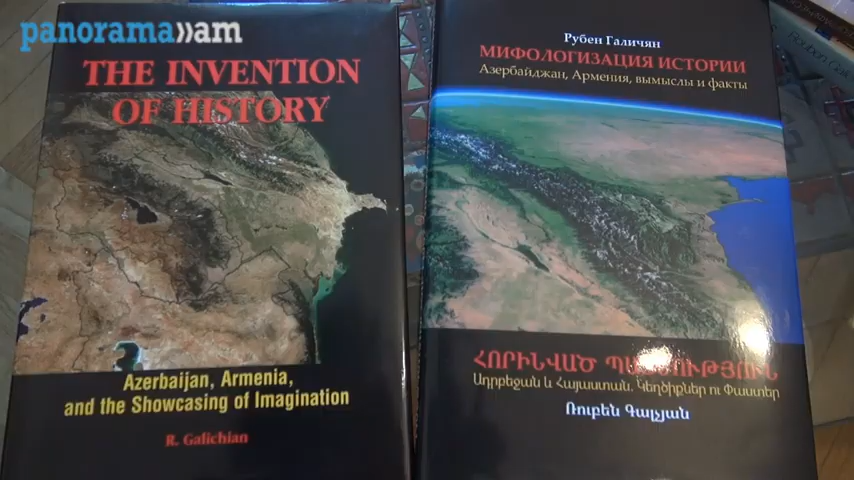 panorama))am
THE INVENTION
OF HISTORY
Azerbaijan, Armenia,
and the Showcasing of Imagination
R. Galichian
Рубен Галичян
МИФОЛОГИЗАЦИЯ ИСТОРИИ
Азербайджан, Армения, вымыслы и факты
ՀՈՐԻՆՎԱԾ ՊԱՏՄՈՒԹՅՈՒՆ
Ադրբեջան և Հայաստան. Կեղծիքներ ու Փաստեր
Ռուբեն Գալչյան